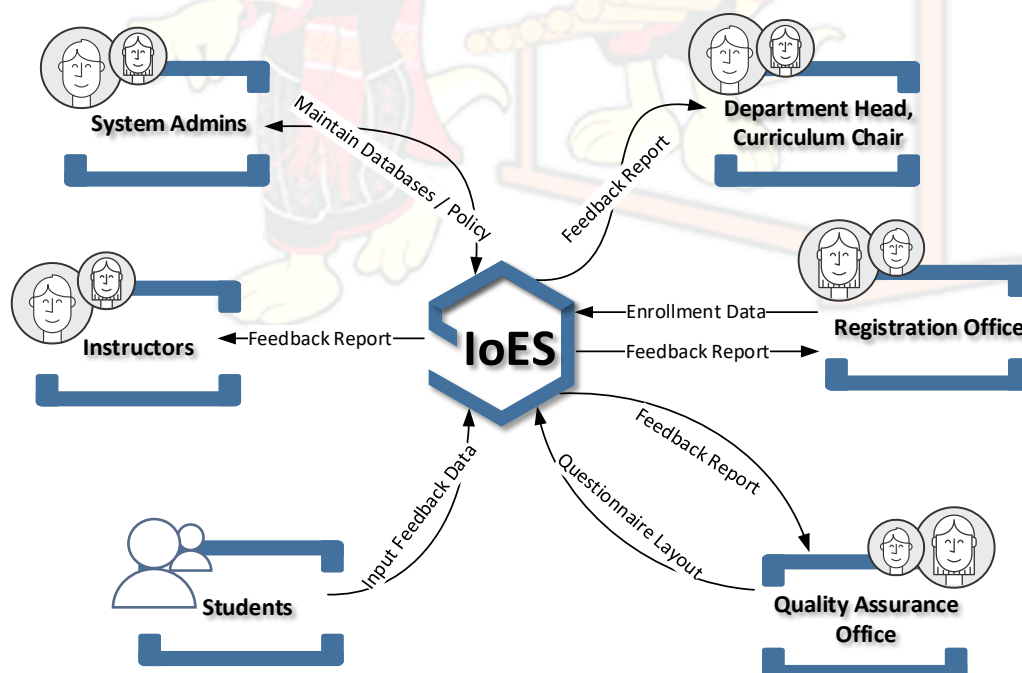 System Admins
Maintain Databases / Policy
Department Head,
Curriculum Chair
Feedback Report
Instructors
Feedback Report
IoES
Enrollment Data
Feedback Report
Registration Office
Students
Input Feedback Data
Feedback Report
Questionnaire Layout
Quality Assurance
Office